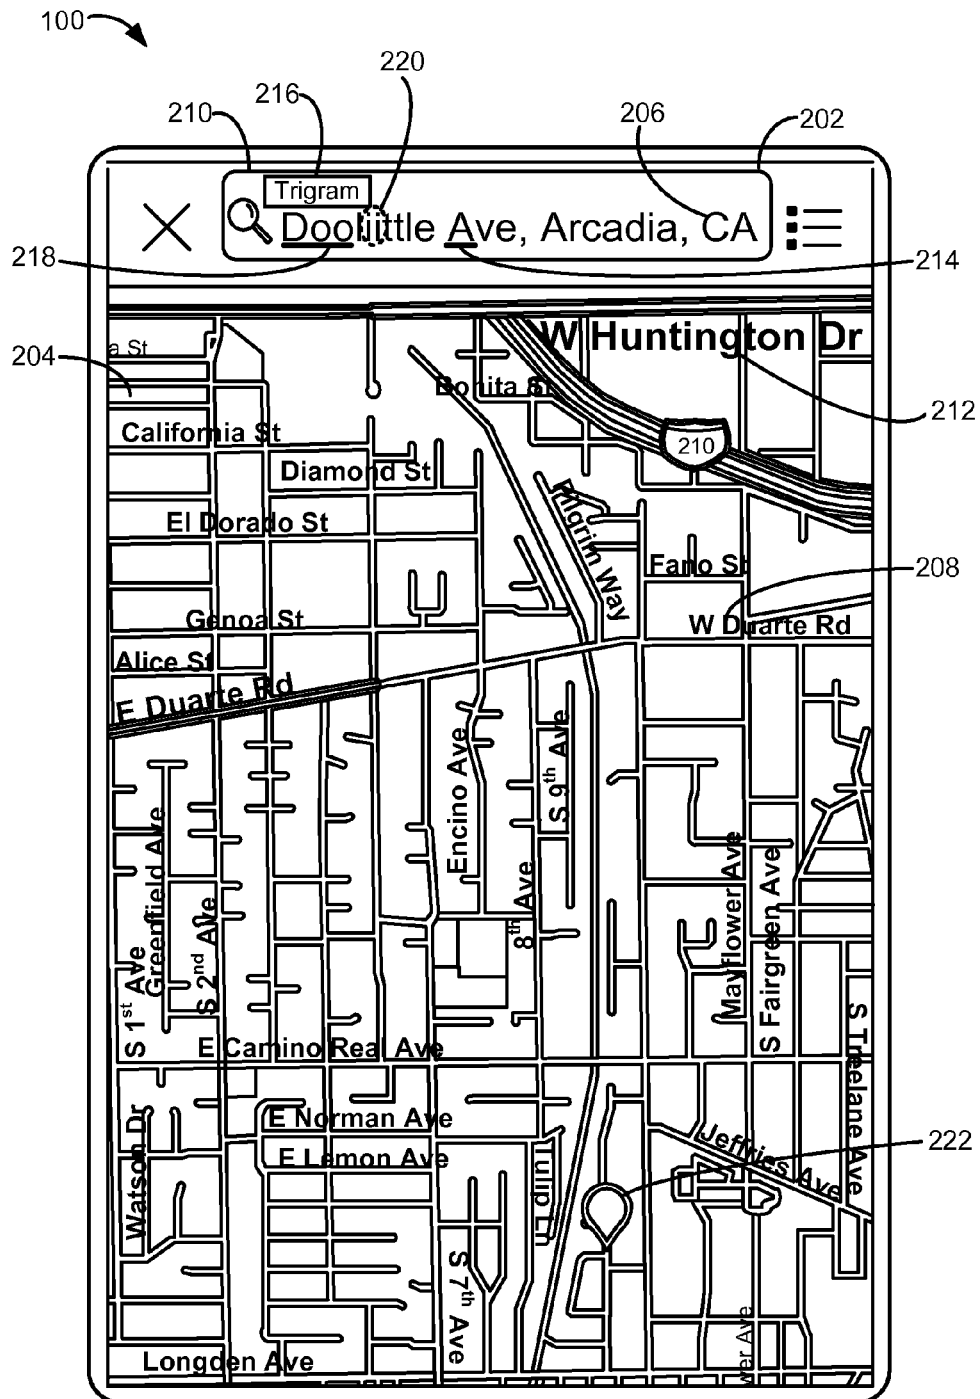 100
220
216
210
206
202
Trigram
Doolittle Ave, Arcadia, CA
218
214
W Huntington Dr
a St
204
Bonita St
212
California St
210
Diamond St
Pilgrim Way
El Dorado St
Fano St
208
Genoa St
W Duarte Rd
Alice St
E Duarte Rd
Encino Ave
S 9th Ave
Greenfield Ave
S 2nd Ave
S 1st Ave
8th Ave
Mayflower Ave
S Fairgreen Ave
S Treelane Ave
E Camino Real Ave
E Norman Ave
Watson Dr
E Lemon Ave
Tulip Ln
Jeffries Ave
222
S 7th Ave
wer Ave
Longden Ave